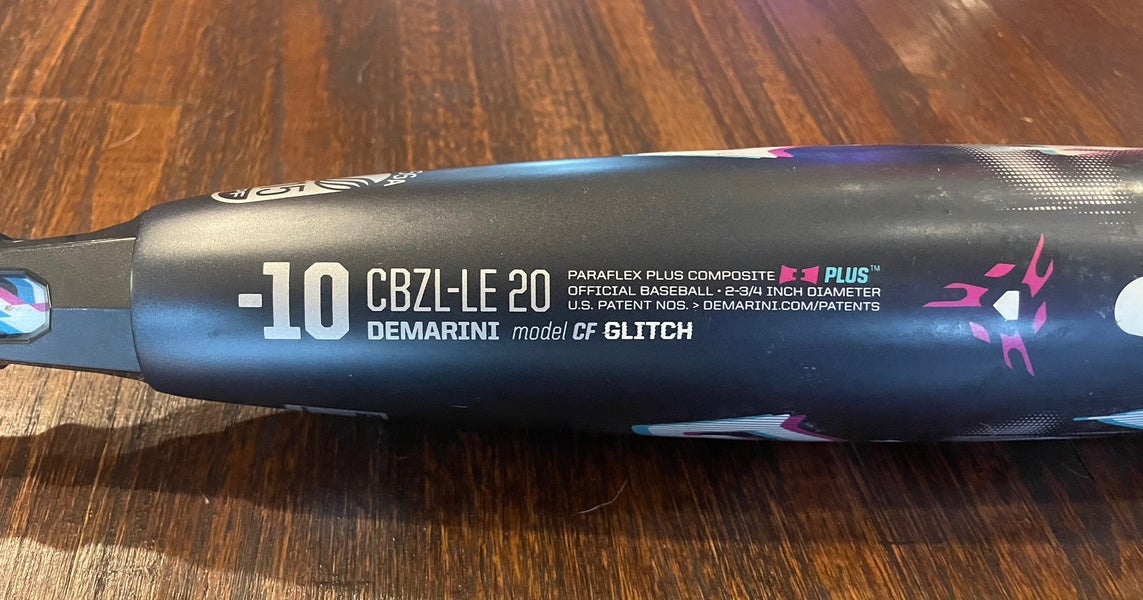 -10 CBZL-LE 20
DEMARINI model CF GLITCH
PARAFLEX PLUS COMPOSITE PLUS™
OFFICIAL BASEBALL • 2-3/4 INCH DIAMETER
U.S. PATENT NOS. > DEMARINI.COM/PATENTS